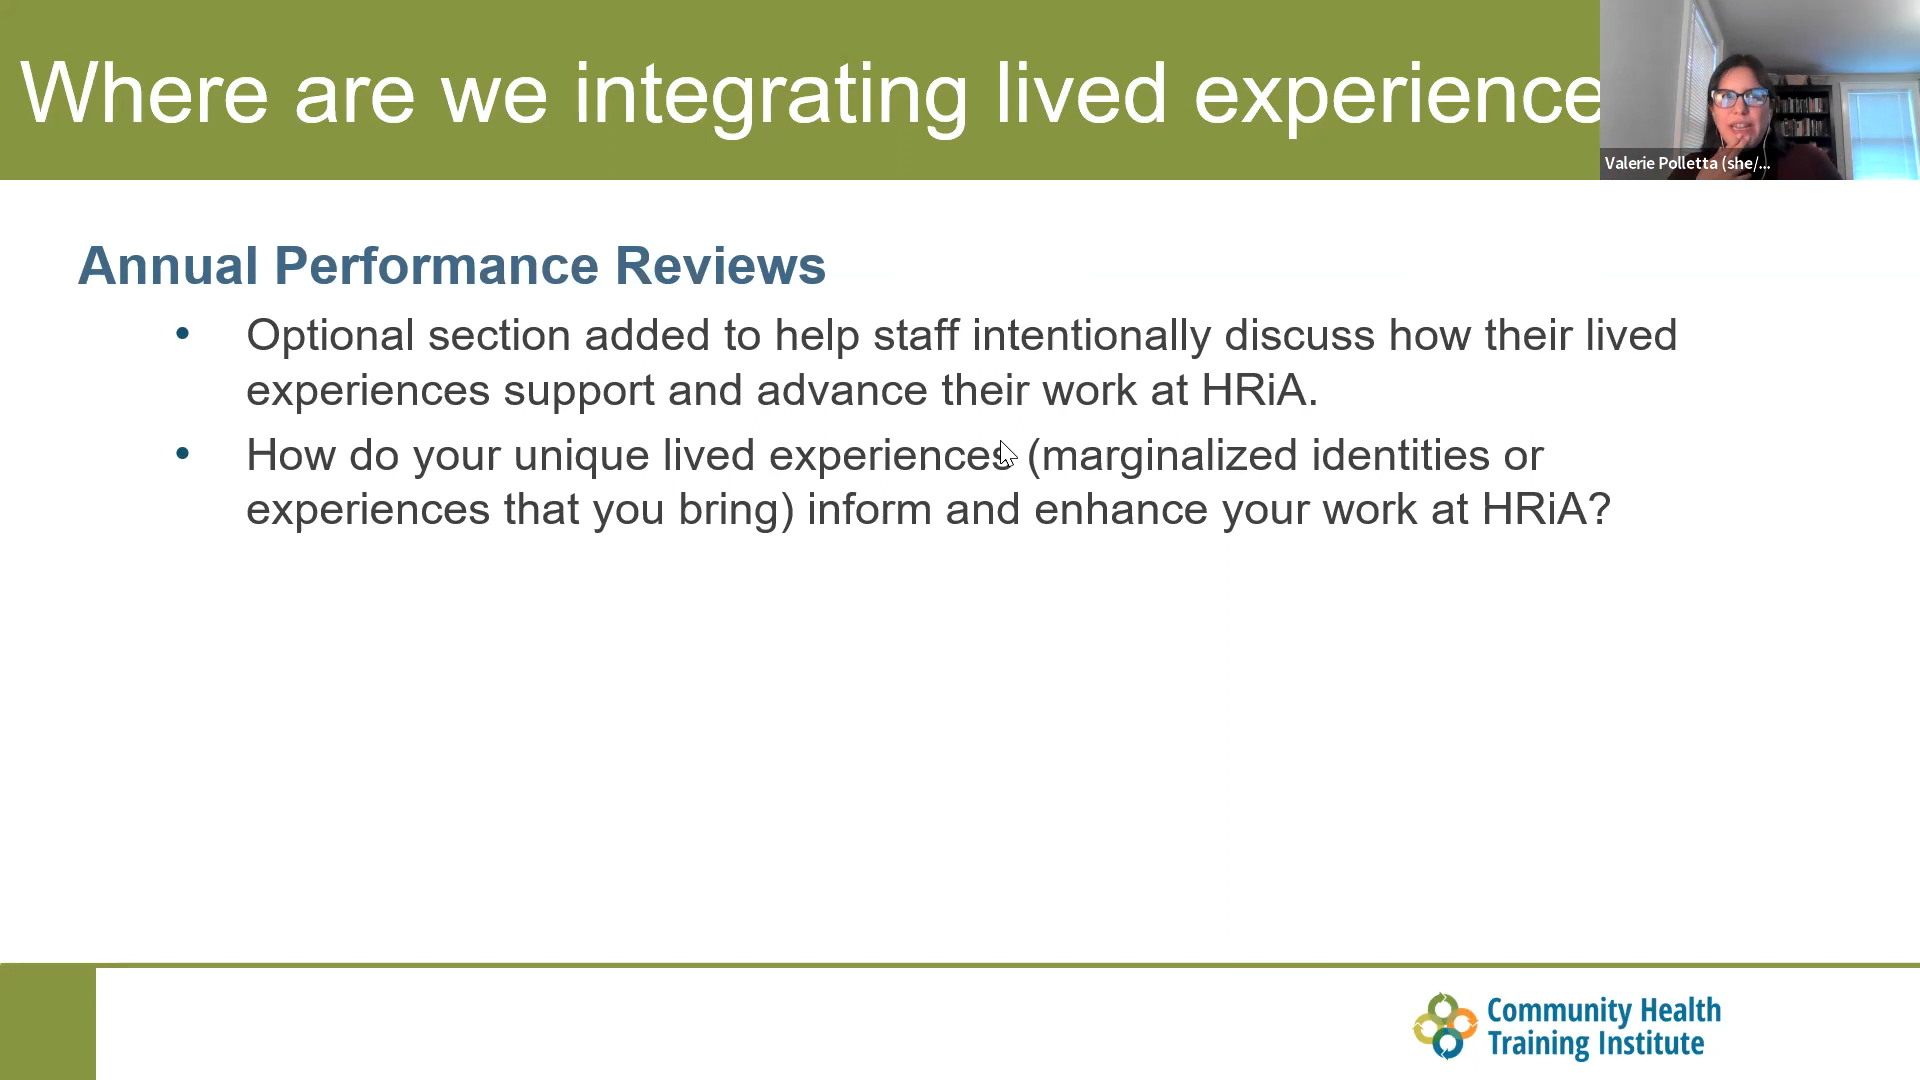 Where are we integrating lived experience
Valerie Polletta (she/...
Annual Performance Reviews
• Optional section added to help staff intentionally discuss how their lived
experiences support and advance their work at HRiA.
• How do your unique lived experiences (marginalized identities or
experiences that you bring) inform and enhance your work at HRiA?
Community Health
Training Institute